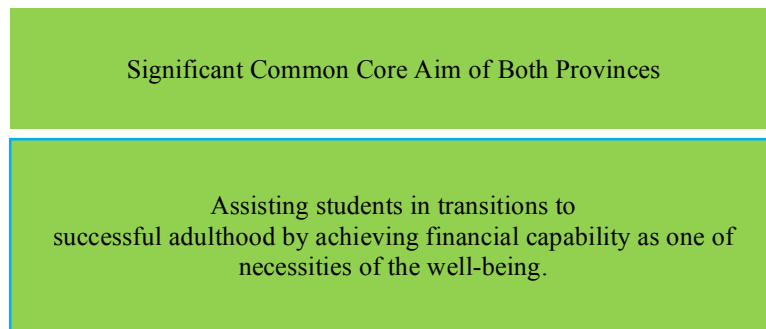 Significant Common Core Aim of Both Provinces
Assisting students in transitions to
successful adulthood by achieving financial capability as one of
necessities of the well-being.